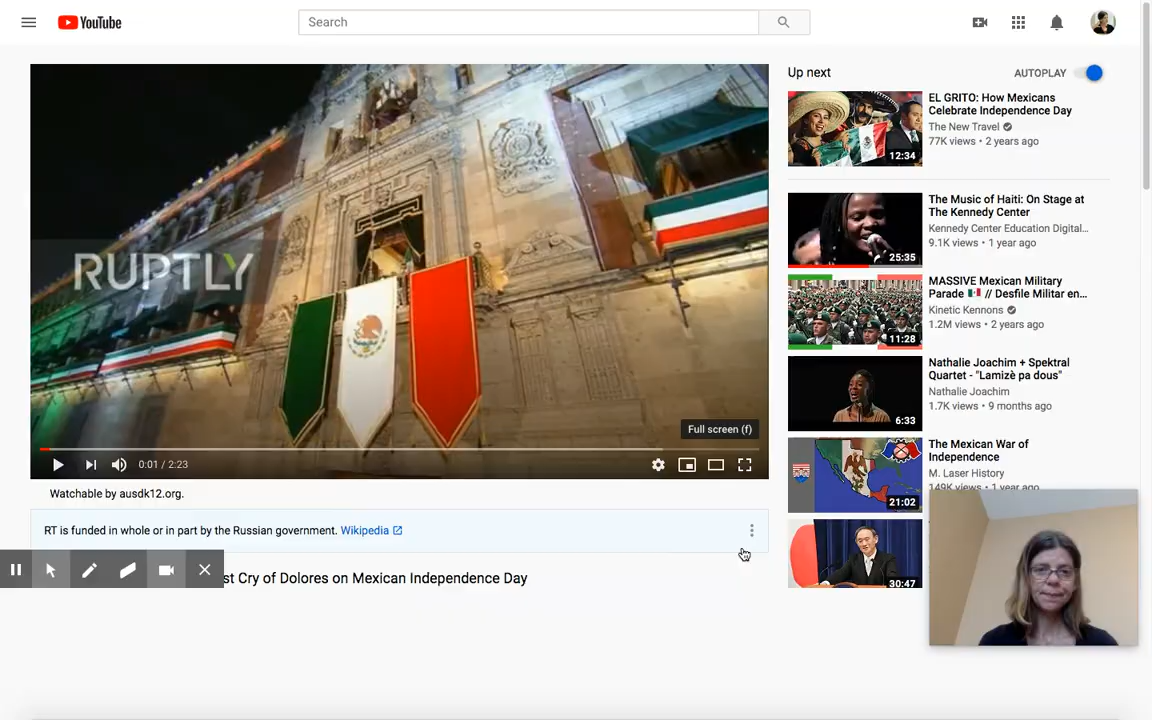 YouTube
Search
RUPTLY
Full screen (f)
0:01 / 2:23
Watchable by ausdk12.org.
RT is funded in whole or in part by the Russian government. Wikipedia
st Cry of Dolores on Mexican Independence Day
Up next
AUTOPLAY
12:34
EL GRITO: How Mexicans
Celebrate Independence Day
The New Travel
77K views • 2 years ago
25:35
The Music of Haiti: On Stage at
The Kennedy Center
Kennedy Center Education Digital...
9.1K views • 1 year ago
11:28
MASSIVE Mexican Military
Parade 🇲🇽 // Desfile Militar en...
Kinetic Kennons
1.2M views • 2 years ago
6:33
Nathalie Joachim + Spektral
Quartet - "Lamizè pa dous"
Nathalie Joachim
1.7K views • 9 months ago
21:02
The Mexican War of
Independence
M. Laser History
149K views • 1 year ago
30:47